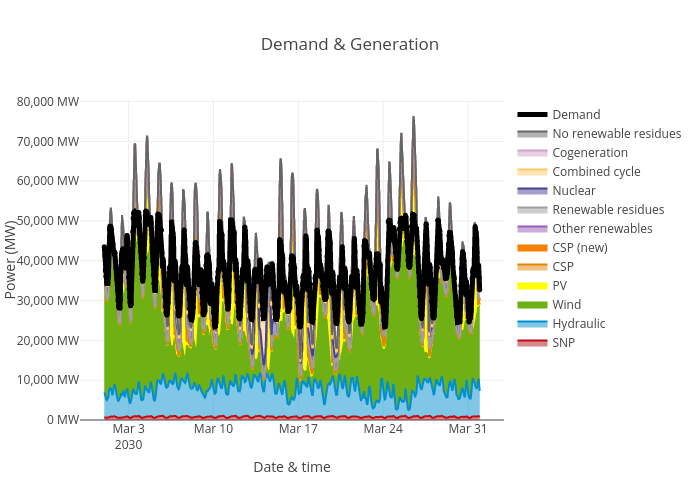 Demand & Generation
80,000 MW
70,000 MW
60,000 MW
50,000 MW
40,000 MW
30,000 MW
20,000 MW
10,000 MW
0 MW
Power (MW)
Mar 3
2030
Mar 10
Mar 17
Mar 24
Mar 31
Date & time
Demand
No renewable residues
Cogeneration
Combined cycle
Nuclear
Renewable residues
Other renewables
CSP (new)
CSP
PV
Wind
Hydraulic
SNP